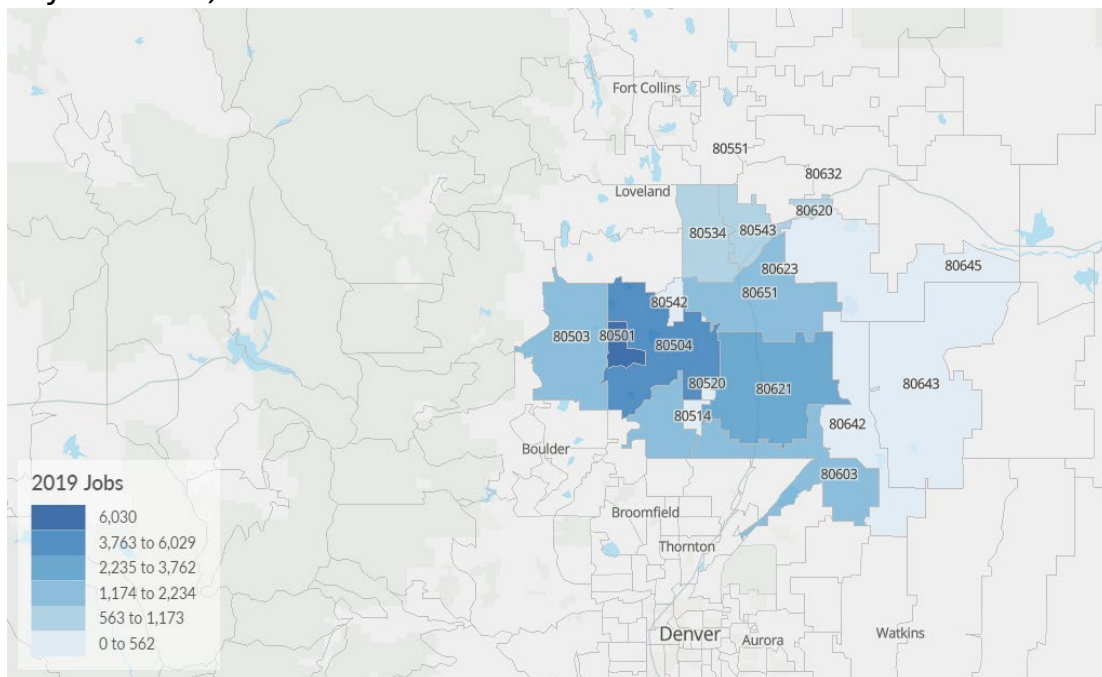 Fort Collins
80551
80632
Loveland
80620
80534
80543
80623
80645
80542
80651
80503
80501
80504
80520
80621
80643
80514
80642
Boulder
80603
2019 Jobs
6,030
3,763 to 6,029
2,235 to 3,762
1,174 to 2,234
563 to 1,173
0 to 562
Broomfield
Thornton
Denver
Aurora
Watkins